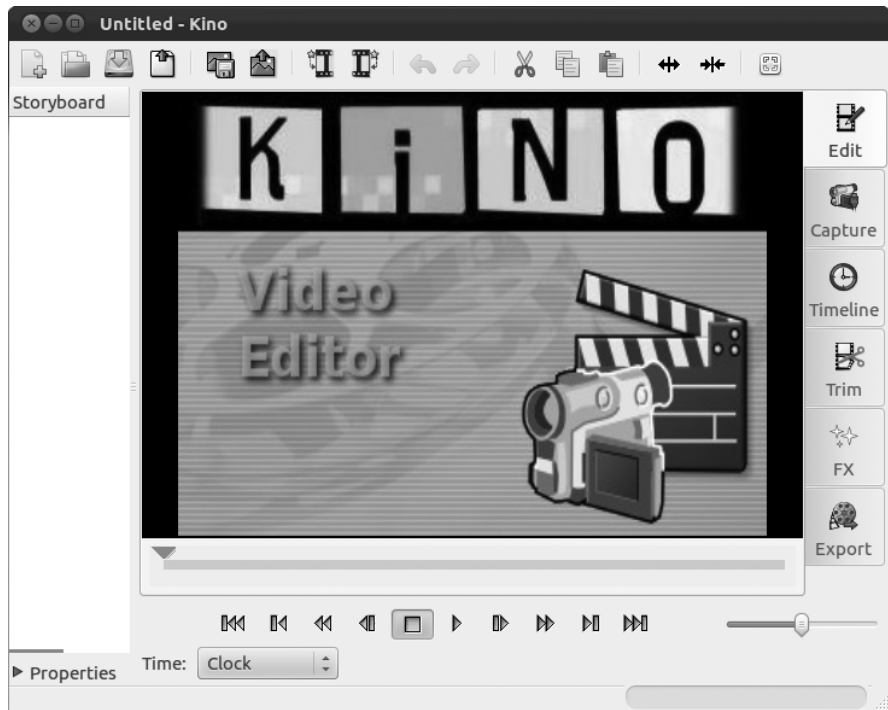 Untitled - Kino
Storyboard
KiNO
Video
Editor
Edit
Capture
Timeline
Trim
FX
Export
Time: Clock
Properties